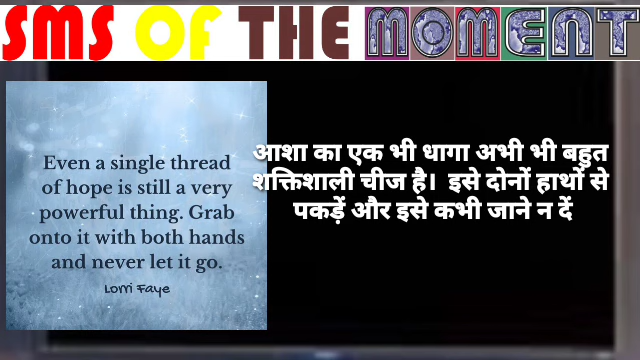 SMS OF THE MOMENT
Even a single thread
of hope is still a very
powerful thing. Grab
onto it with both hands
and never let it go.
Lorri Faye
आशा का एक भी धागा अभी भी बहुत
शक्तिशाली चीज है। इसे दोनों हाथों से
पकड़ें और इसे कभी जाने न दें